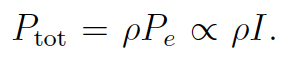 P_tot = ρP_e ∝ ρI.